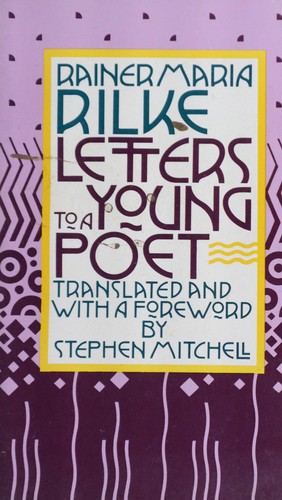 RAINER MARIA
RILKE
LETTERS
TO A YOUNG
POET
TRANSLATED AND
WITH A FOREWORD
BY
STEPHEN MITCHELL